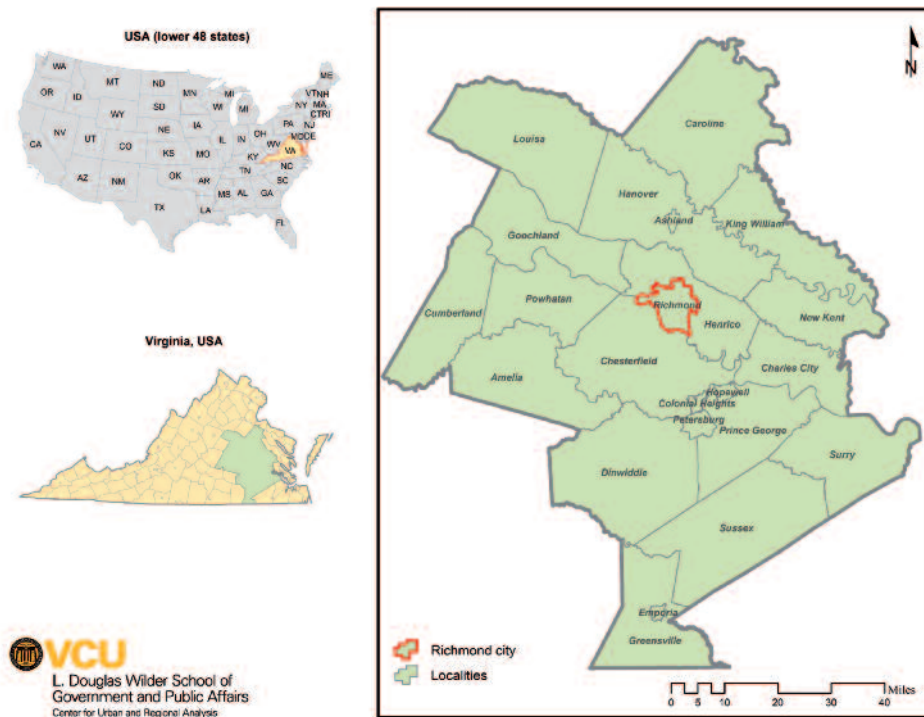 USA (lower 48 states)
WA
MT
ND
MN
MI
ME
VT NH
OR
ID
SD
WI
MI
NY
MA
CT RI
WY
IA
PA
NJ
NV
NE
IL
IN
OH
MD DE
CA
UT
CO
KS
MO
KY
WV
VA
TN
NC
AZ
NM
OK
AR
SC
MS
AL
GA
TX
LA
FL
Virginia, USA
VCU
L. Douglas Wilder School of
Government and Public Affairs
Center for Urban and Regional Analysis
N
Caroline
Louisa
Hanover
Ashland
King William
Goochland
Powhatan
Richmond
Cumberland
Henrico
New Kent
Chesterfield
Charles City
Amelia
Hopewell
Colonial Heights
Petersburg
Prince George
Surry
Dinwiddie
Sussex
Emporia
Greensville
Richmond city
Localities
Miles
0 5 10 20 30 40